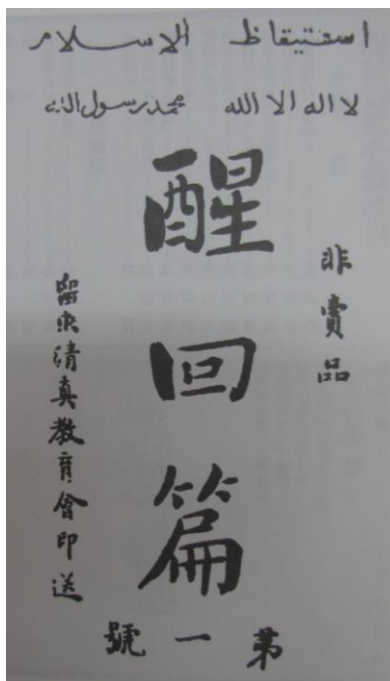 استيقاظ الاسلام
لا اله الا الله محمد رسول الله
非賣品
醒回篇
留東清真教育會印送
第一號